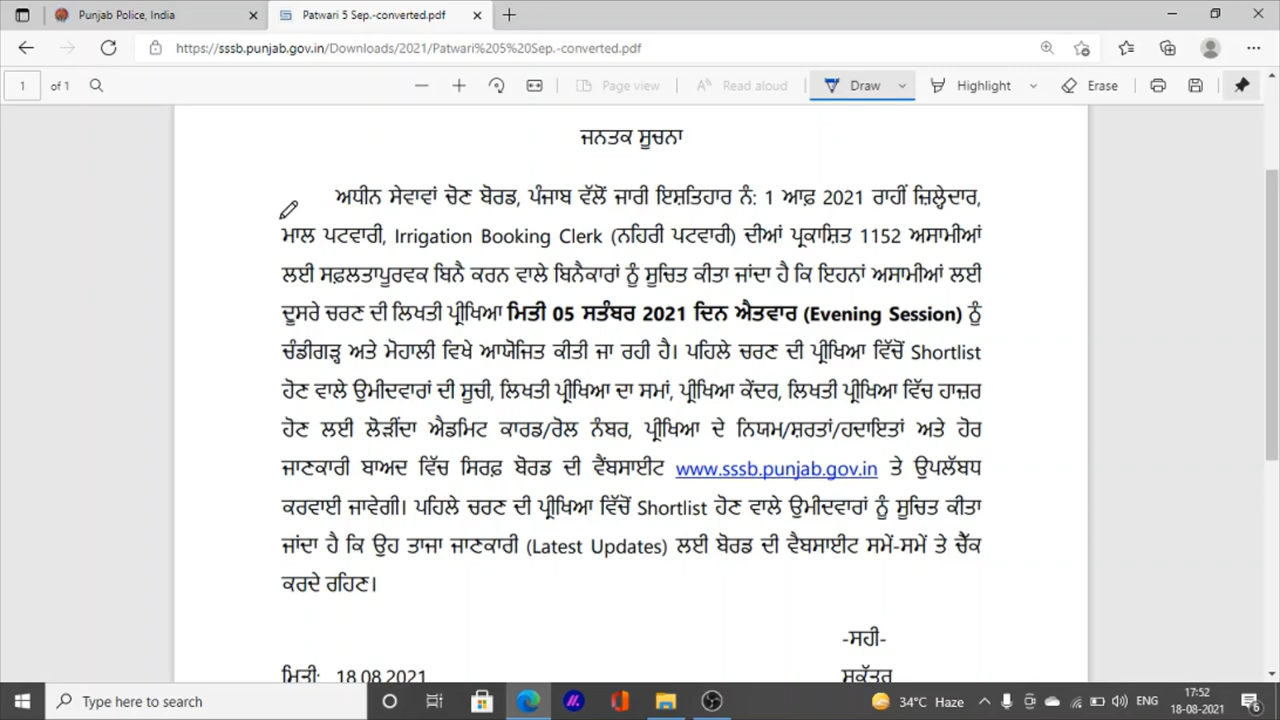 Punjab Police, India
Patwari 5 Sep.-converted.pdf
https://sssb.punjab.gov.in/Downloads/2021/Patwari%205%20Sep.-converted.pdf
1 of 1 Page view Read aloud Draw Highlight Erase
ਜਨਤਕ ਸੂਚਨਾ
ਅਧੀਨ ਸੇਵਾਵਾਂ ਚੋਣ ਬੋਰਡ, ਪੰਜਾਬ ਵੱਲੋਂ ਜਾਰੀ ਇਸ਼ਤਿਹਾਰ ਨੰ: 1 ਆਫ਼ 2021 ਰਾਹੀਂ ਜ਼ਿਲ੍ਹੇਦਾਰ,
ਮਾਲ ਪਟਵਾਰੀ, Irrigation Booking Clerk (ਨਹਿਰੀ ਪਟਵਾਰੀ) ਦੀਆਂ ਪ੍ਰਕਾਸ਼ਿਤ 1152 ਅਸਾਮੀਆਂ
ਲਈ ਸਫ਼ਲਤਾਪੂਰਵਕ ਬਿਨੈ ਕਰਨ ਵਾਲੇ ਬਿਨੈਕਾਰਾਂ ਨੂੰ ਸੂਚਿਤ ਕੀਤਾ ਜਾਂਦਾ ਹੈ ਕਿ ਇਹਨਾਂ ਅਸਾਮੀਆਂ ਲਈ
ਦੂਸਰੇ ਚਰਣ ਦੀ ਲਿਖਤੀ ਪ੍ਰੀਖਿਆ ਮਿਤੀ 05 ਸਤੰਬਰ 2021 ਦਿਨ ਐਤਵਾਰ (Evening Session) ਨੂੰ
ਚੰਡੀਗੜ੍ਹ ਅਤੇ ਮੋਹਾਲੀ ਵਿਖੇ ਆਯੋਜਿਤ ਕੀਤੀ ਜਾ ਰਹੀ ਹੈ। ਪਹਿਲੇ ਚਰਣ ਦੀ ਪ੍ਰੀਖਿਆ ਵਿੱਚੋਂ Shortlist
ਹੋਣ ਵਾਲੇ ਉਮੀਦਵਾਰਾਂ ਦੀ ਸੂਚੀ, ਲਿਖਤੀ ਪ੍ਰੀਖਿਆ ਦਾ ਸਮਾਂ, ਪ੍ਰੀਖਿਆ ਕੇਂਦਰ, ਲਿਖਤੀ ਪ੍ਰੀਖਿਆ ਵਿੱਚ ਹਾਜ਼ਰ
ਹੋਣ ਲਈ ਲੋੜੀਂਦਾ ਐਡਮਿਟ ਕਾਰਡ/ਰੋਲ ਨੰਬਰ, ਪ੍ਰੀਖਿਆ ਦੇ ਨਿਯਮ/ਸ਼ਰਤਾਂ/ਹਦਾਇਤਾਂ ਅਤੇ ਹੋਰ
ਜਾਣਕਾਰੀ ਬਾਅਦ ਵਿੱਚ ਸਿਰਫ਼ ਬੋਰਡ ਦੀ ਵੈੱਬਸਾਈਟ www.sssb.punjab.gov.in ਤੇ ਉਪਲੱਬਧ
ਕਰਵਾਈ ਜਾਵੇਗੀ। ਪਹਿਲੇ ਚਰਣ ਦੀ ਪ੍ਰੀਖਿਆ ਵਿੱਚੋਂ Shortlist ਹੋਣ ਵਾਲੇ ਉਮੀਦਵਾਰਾਂ ਨੂੰ ਸੂਚਿਤ ਕੀਤਾ
ਜਾਂਦਾ ਹੈ ਕਿ ਉਹ ਤਾਜਾ ਜਾਣਕਾਰੀ (Latest Updates) ਲਈ ਬੋਰਡ ਦੀ ਵੈਬਸਾਈਟ ਸਮੇਂ-ਸਮੇਂ ਤੇ ਚੈੱਕ
ਕਰਦੇ ਰਹਿਣ।
-ਸਹੀ-
ਮਿਤੀ: 18.08.2021 ਸਕੱਤਰ
Type here to search 34°C Haze ENG 17:52
18-08-2021 6